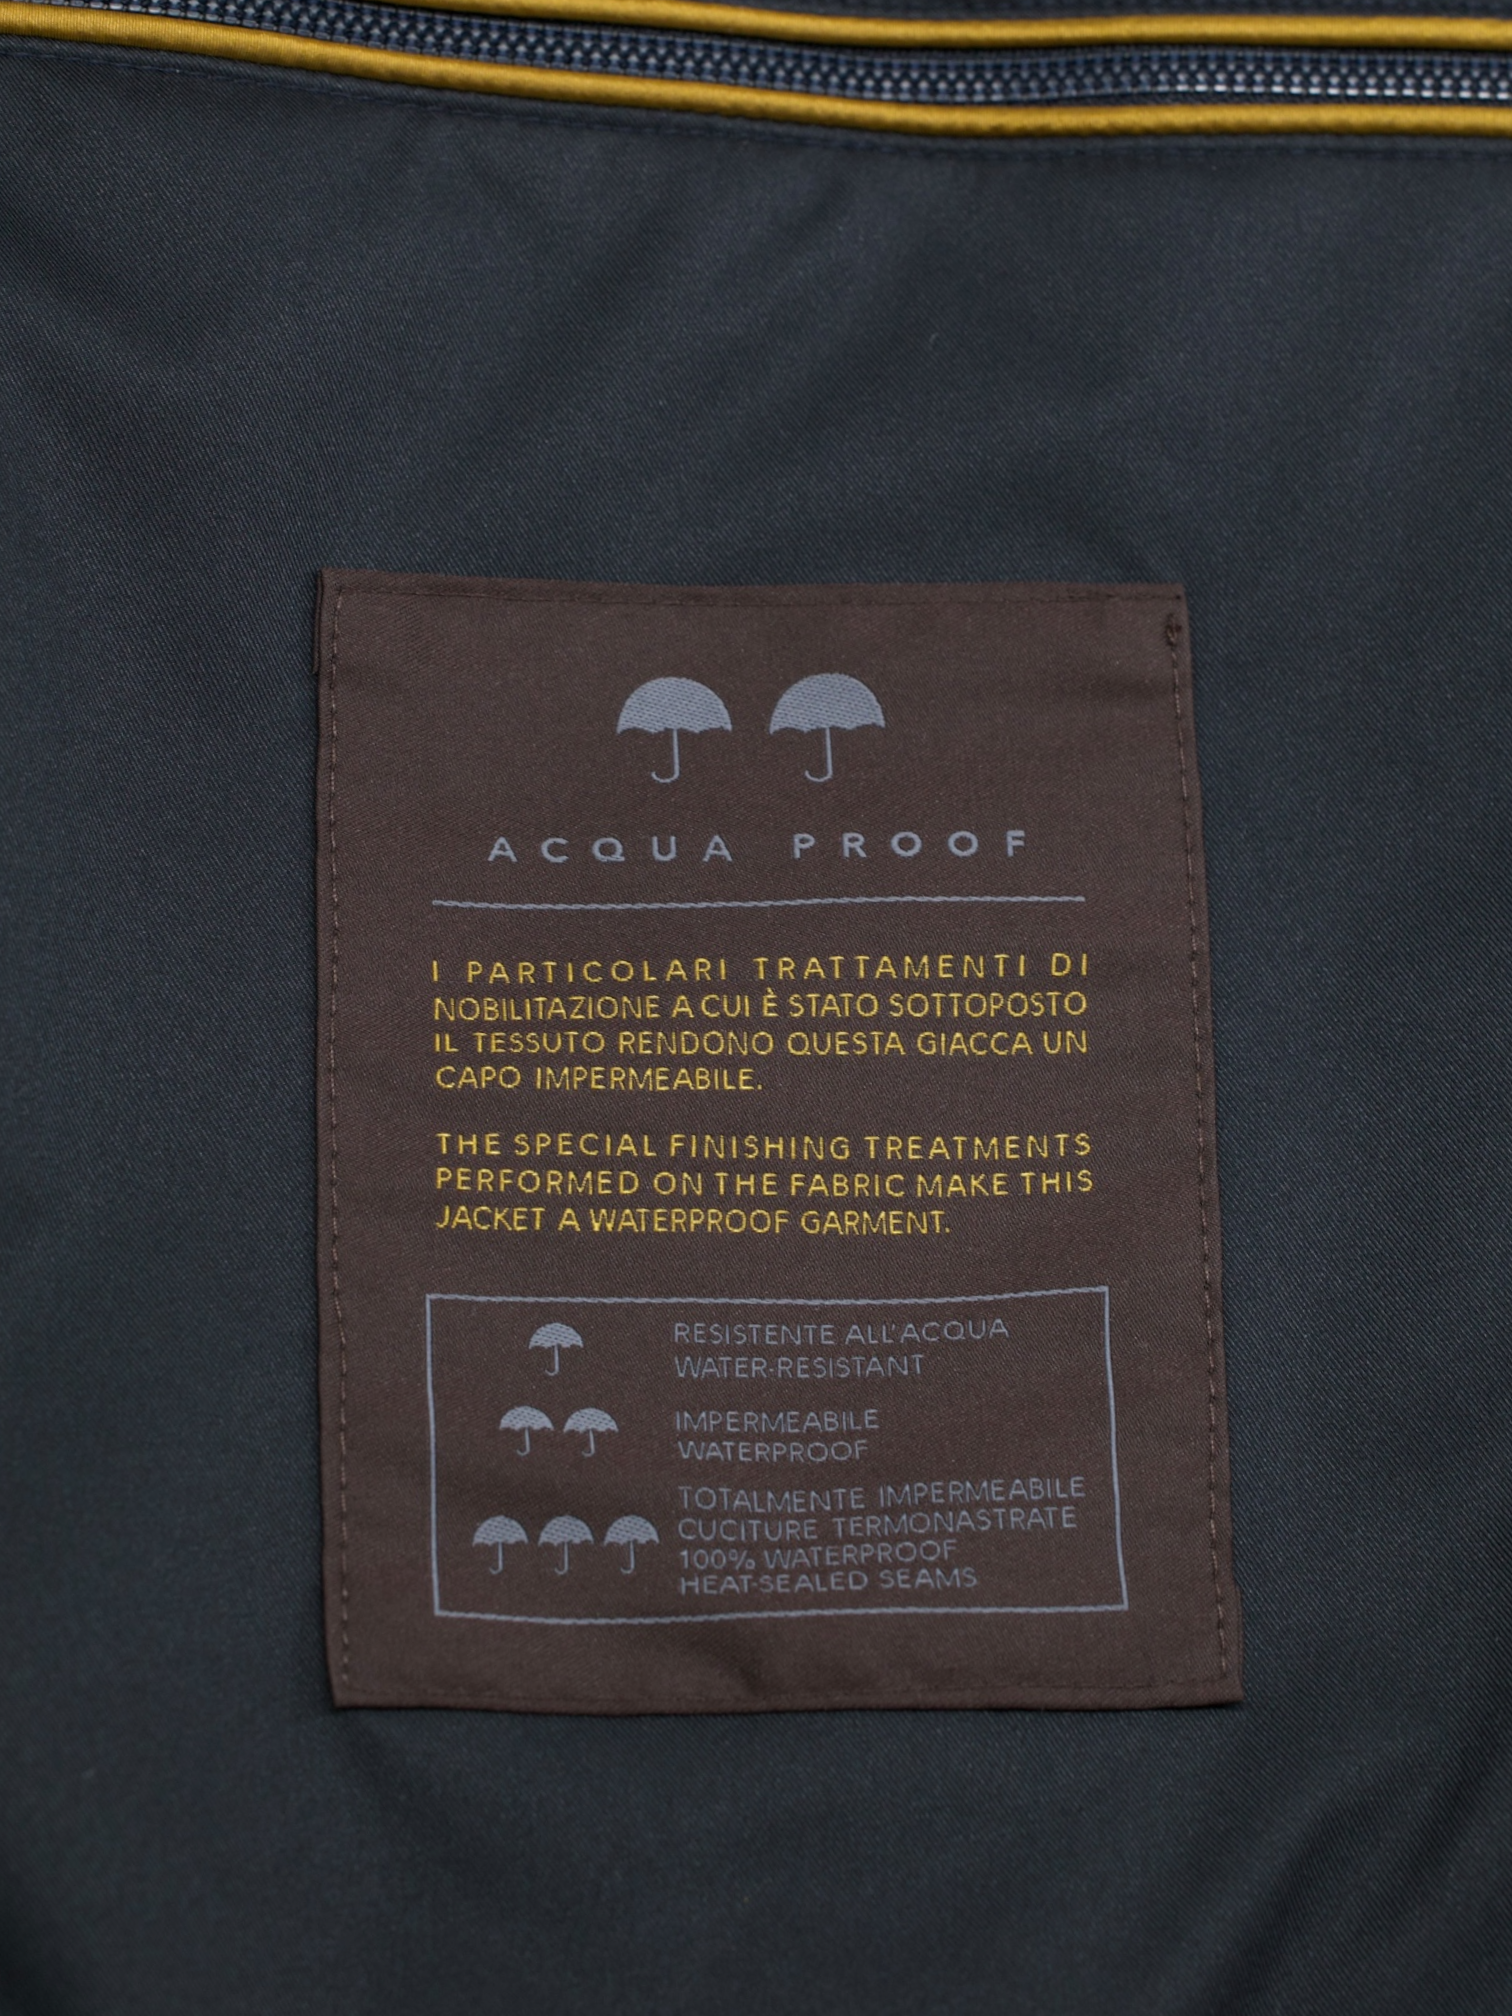 ACQUA PROOF
I PARTICOLARI TRATTAMENTI DI
NOBILITAZIONE A CUI È STATO SOTTOPOSTO
IL TESSUTO RENDONO QUESTA GIACCA UN
CAPO IMPERMEABILE.
THE SPECIAL FINISHING TREATMENTS
PERFORMED ON THE FABRIC MAKE THIS
JACKET A WATERPROOF GARMENT.
RESISTENTE ALL'ACQUA
WATER-RESISTANT
IMPERMEABILE
WATERPROOF
TOTALMENTE IMPERMEABILE
CUCITURE TERMONASTRATE
100% WATERPROOF
HEAT-SEALED SEAMS